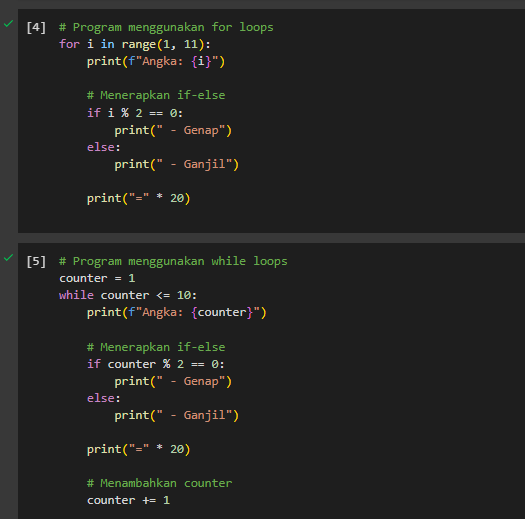 [4] # Program menggunakan for loops
for i in range(1, 11):
    print(f"Angka: {i}")
    # Menerapkan if-else
    if i % 2 == 0:
        print(" - Genap")
    else:
        print(" - Ganjil")
    print("=" * 20)
[5] # Program menggunakan while loops
counter = 1
while counter <= 10:
    print(f"Angka: {counter}")
    # Menerapkan if-else
    if counter % 2 == 0:
        print(" - Genap")
    else:
        print(" - Ganjil")
    print("=" * 20)
    # Menambahkan counter
    counter += 1